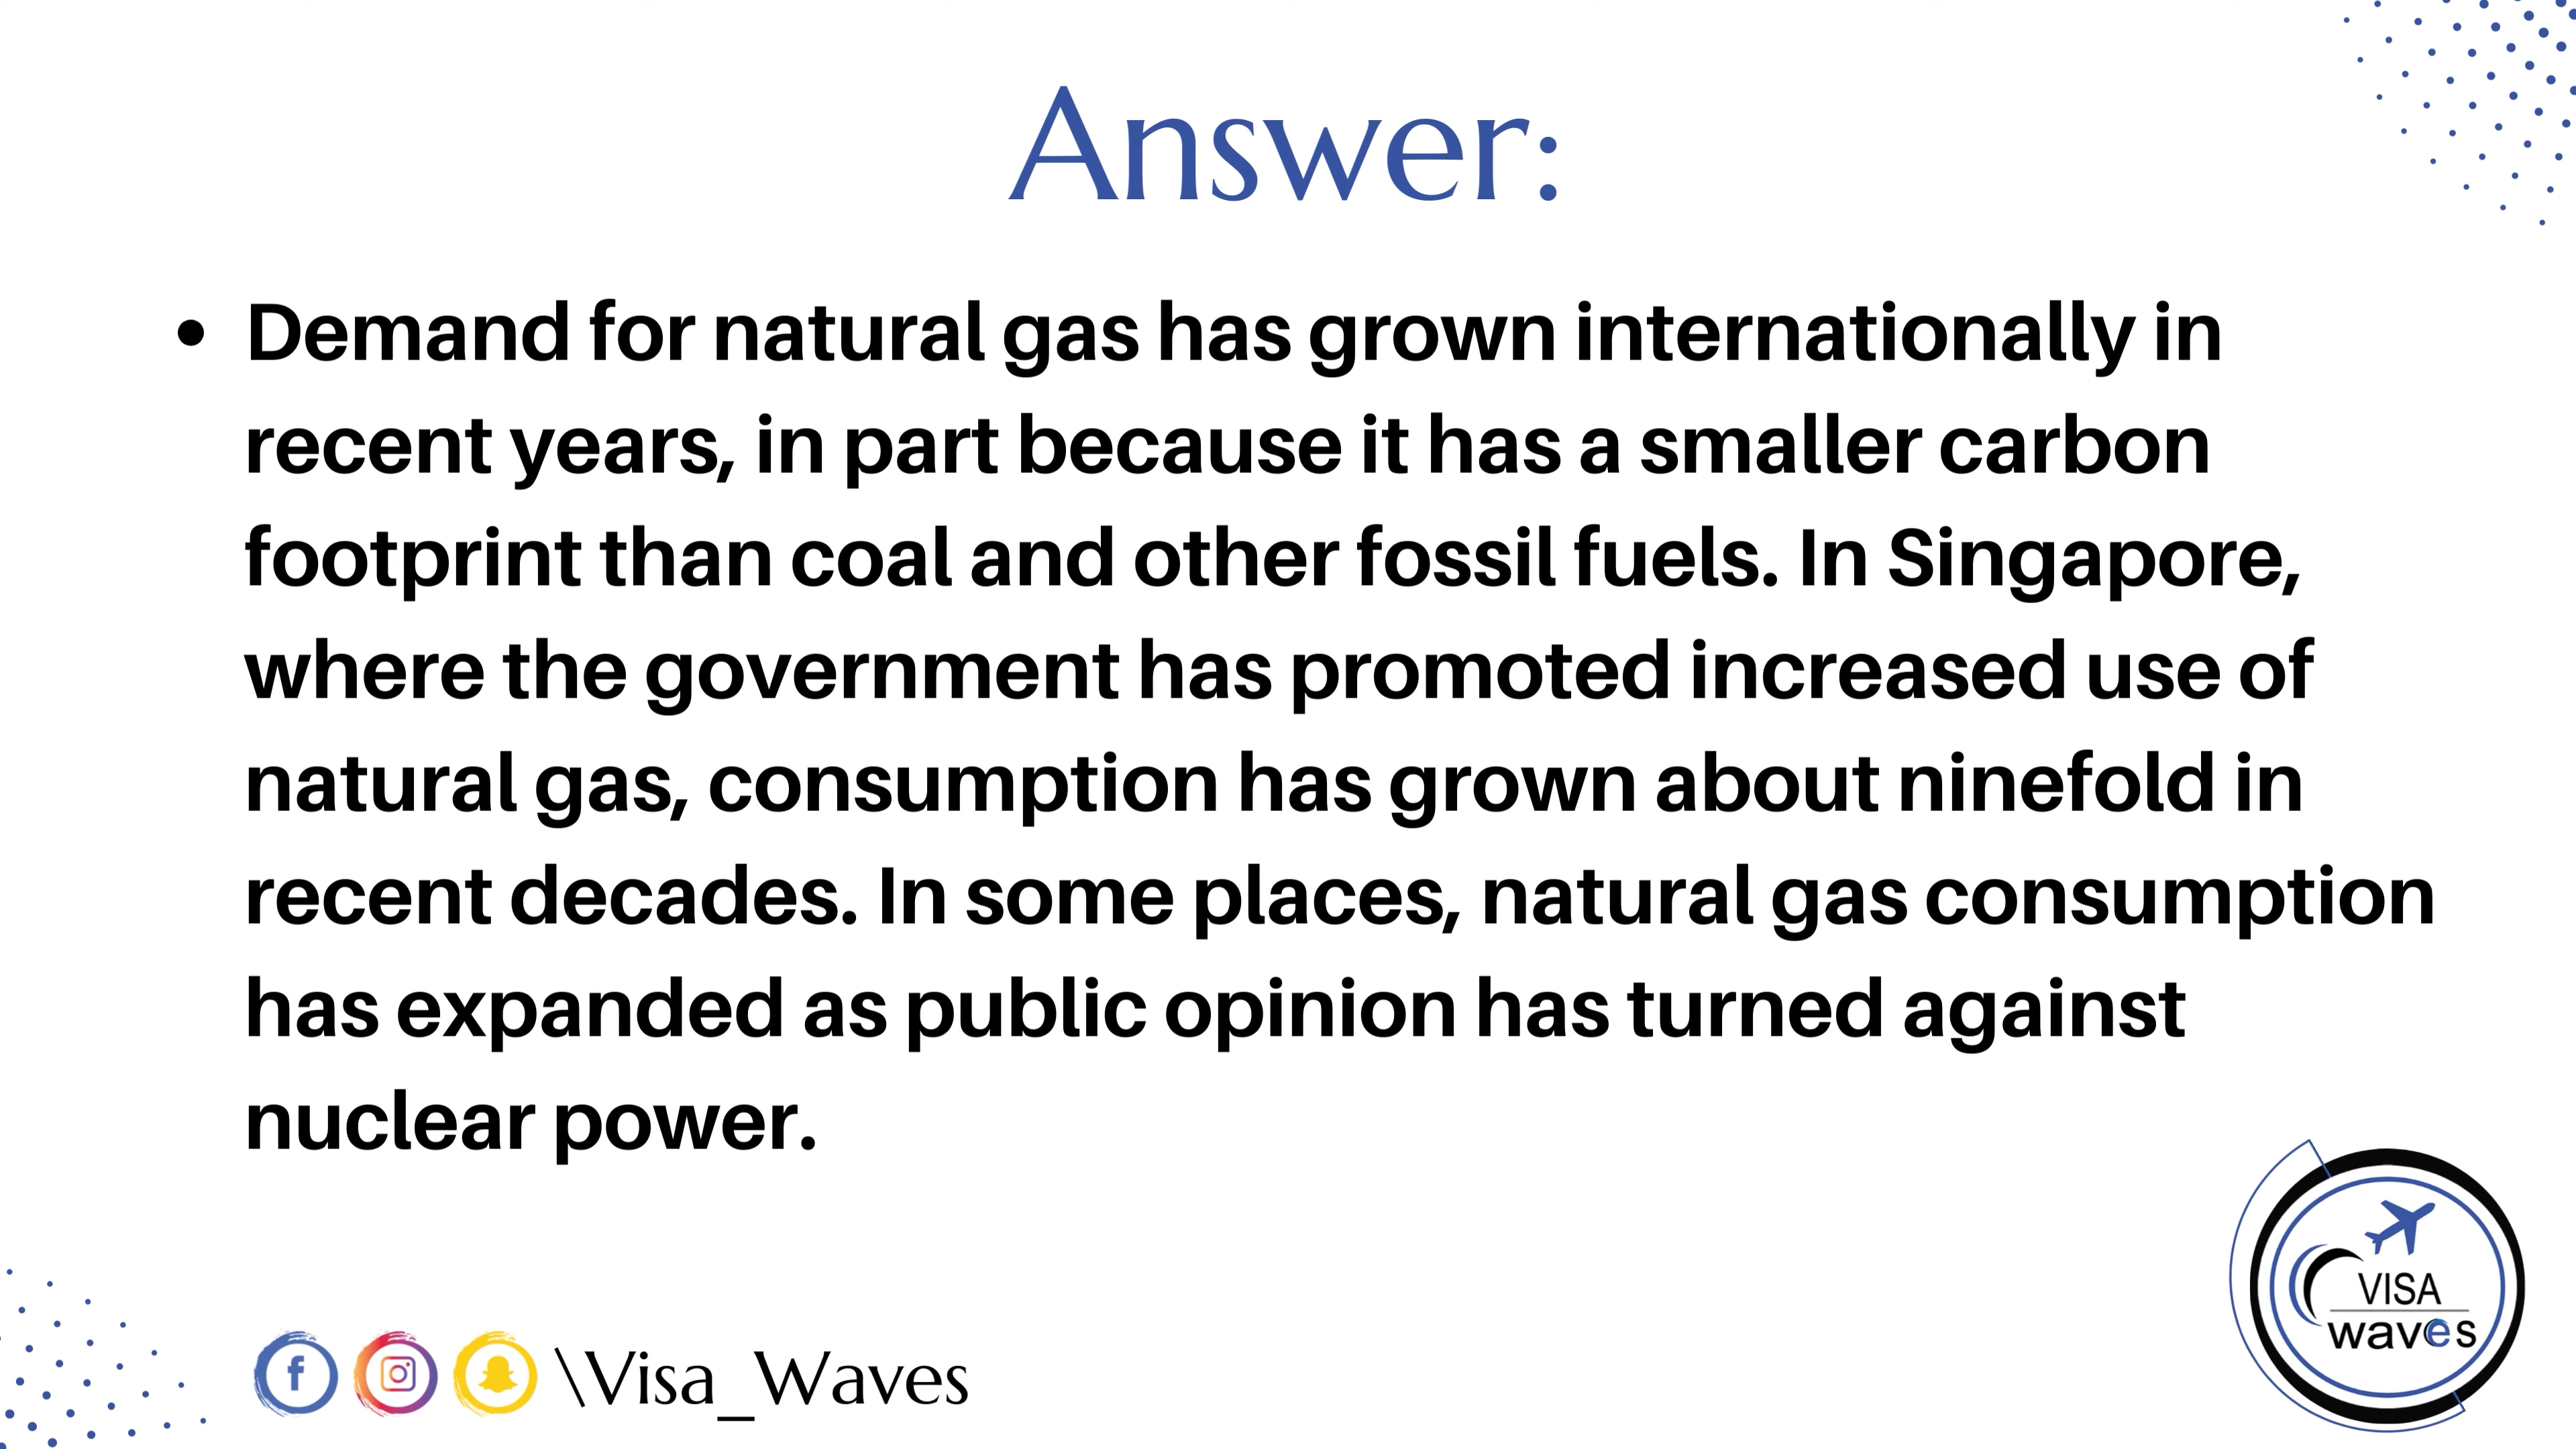 Answer:
• Demand for natural gas has grown internationally in
recent years, in part because it has a smaller carbon
footprint than coal and other fossil fuels. In Singapore,
where the government has promoted increased use of
natural gas, consumption has grown about ninefold in
recent decades. In some places, natural gas consumption
has expanded as public opinion has turned against
nuclear power.
VISA
waves
\Visa_Waves